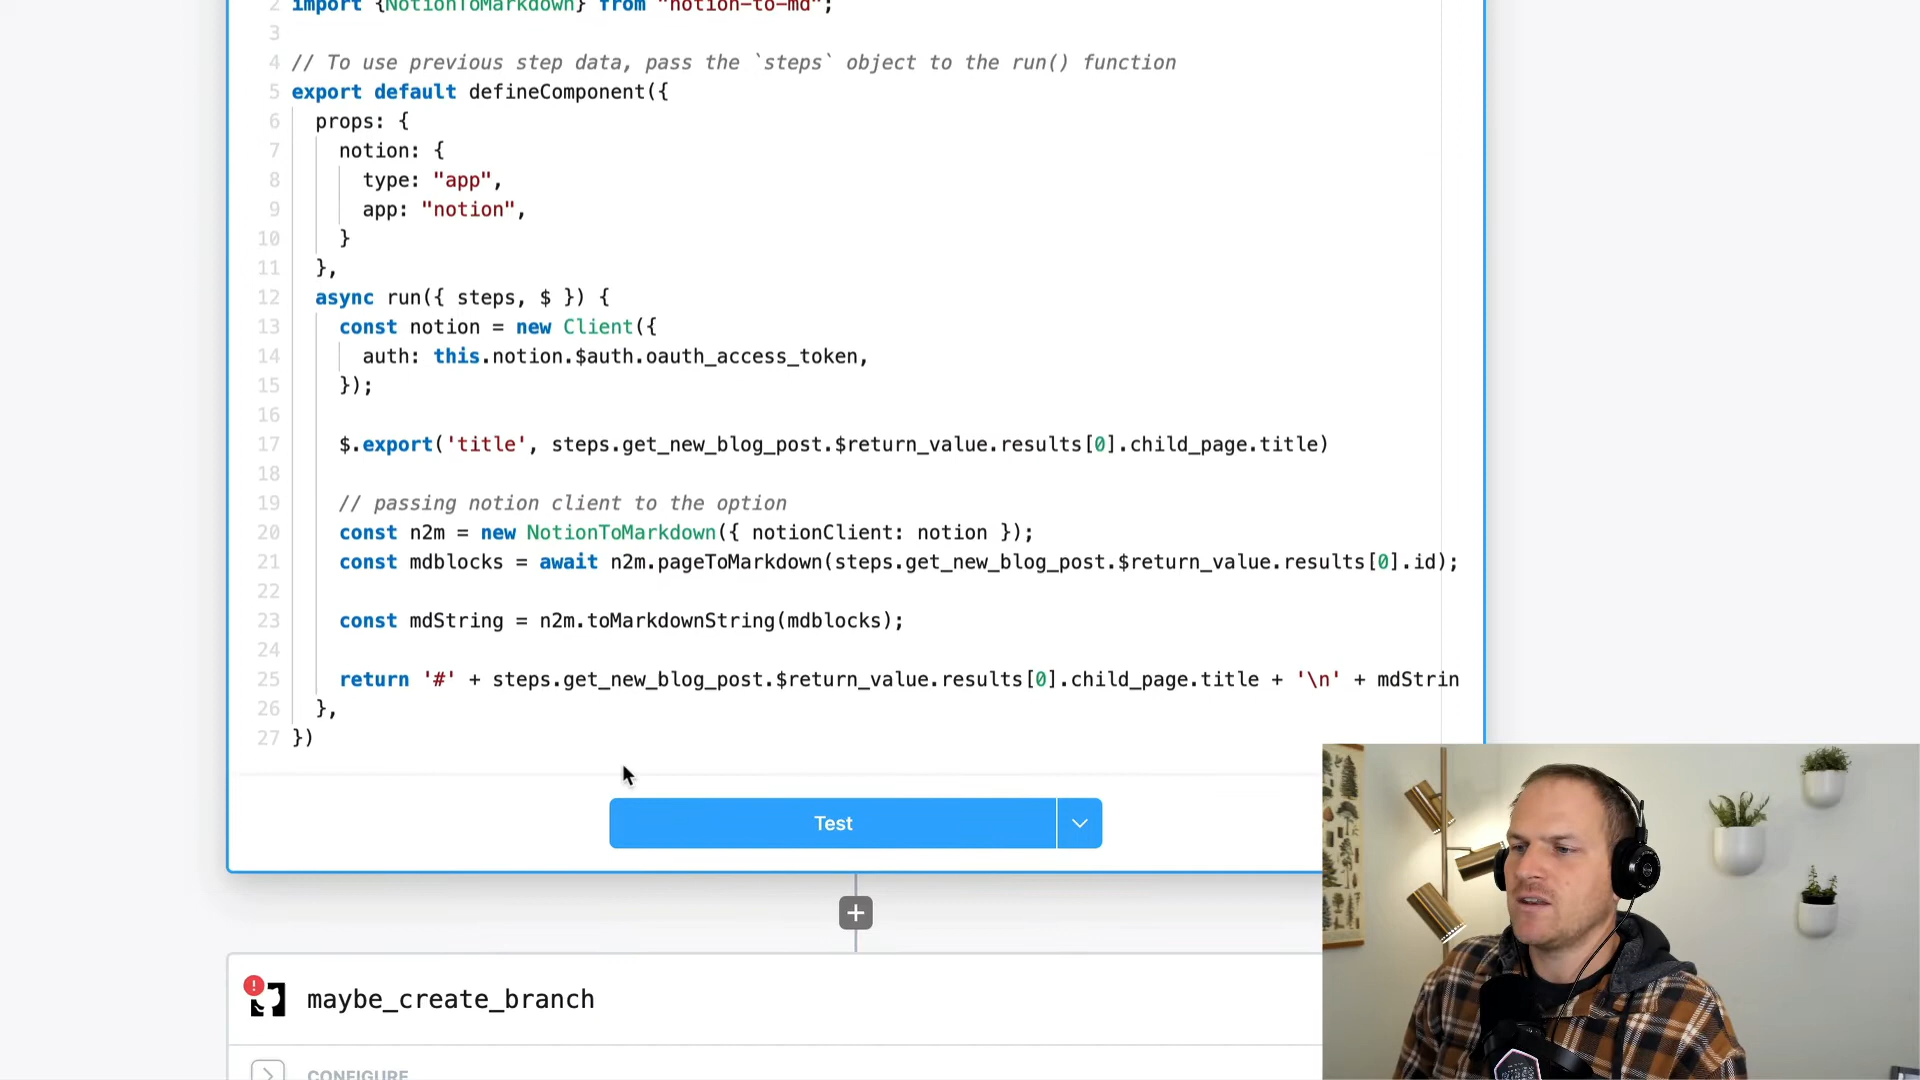 2 import {NotionToMarkdown} from "notion-to-md";
3
4 // To use previous step data, pass the `steps` object to the run() function
5 export default defineComponent({
6 props: {
7 notion: {
8 type: "app",
9 app: "notion",
10 }
11 },
12 async run({ steps, $ }) {
13 const notion = new Client({
14 auth: this.notion.$auth.oauth_access_token,
15 });
16
17 $.export('title', steps.get_new_blog_post.$return_value.results[0].child_page.title)
18
19 // passing notion client to the option
20 const n2m = new NotionToMarkdown({ notionClient: notion });
21 const mdblocks = await n2m.pageToMarkdown(steps.get_new_blog_post.$return_value.results[0].id);
22
23 const mdString = n2m.toMarkdownString(mdblocks);
24
25 return '#' + steps.get_new_blog_post.$return_value.results[0].child_page.title + '\n' + mdStrin
26 },
27 })
Test
maybe_create_branch
CONFIGURE